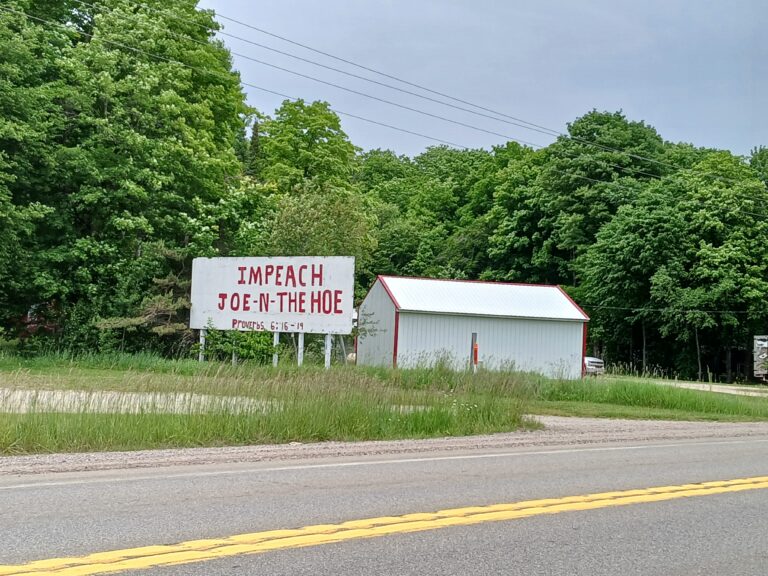 IMPEACH
JOE-N-THE HOE
PROVERBS 6:16-19